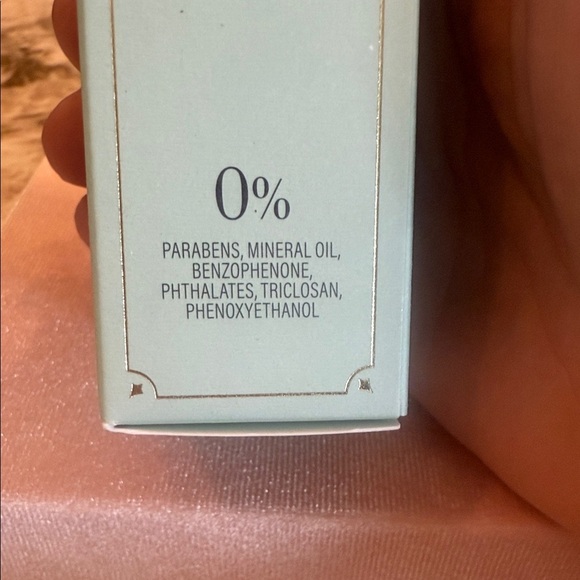 0%
PARABENS, MINERAL OIL,
BENZOPHENONE,
PHTHALATES, TRICLOSAN,
PHENOXYETHANOL